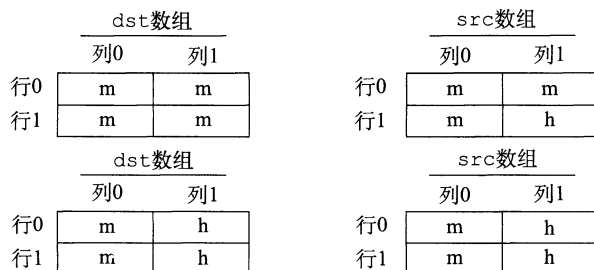 dst数组 src数组
列0 列1 列0 列1
行0 m m 行0 m m
行1 m m 行1 m h
dst数组 src数组
列0 列1 列0 列1
行0 m h 行0 m h
行1 m h 行1 m h